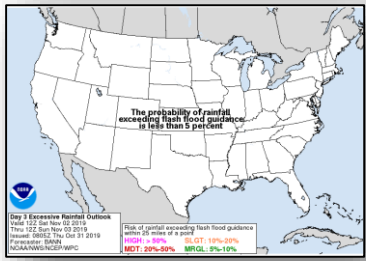 The probability of rainfall
exceeding flash flood guidance
is less than 5 percent
NOAA
Day 3 Excessive Rainfall Outlook
Valid 12Z Sat Nov 02 2019
Thru 12Z Sun Nov 03 2019
Issued: 0805Z Thu Oct 31 2019
Forecaster: BANN
NOAA/NWS/NCEP/WPC
Risk of rainfall exceeding flash flood guidance
within 25 miles of a point
HIGH: > 50% SLGT: 10%-20%
MDT: 20%-50% MRGL: 5%-10%